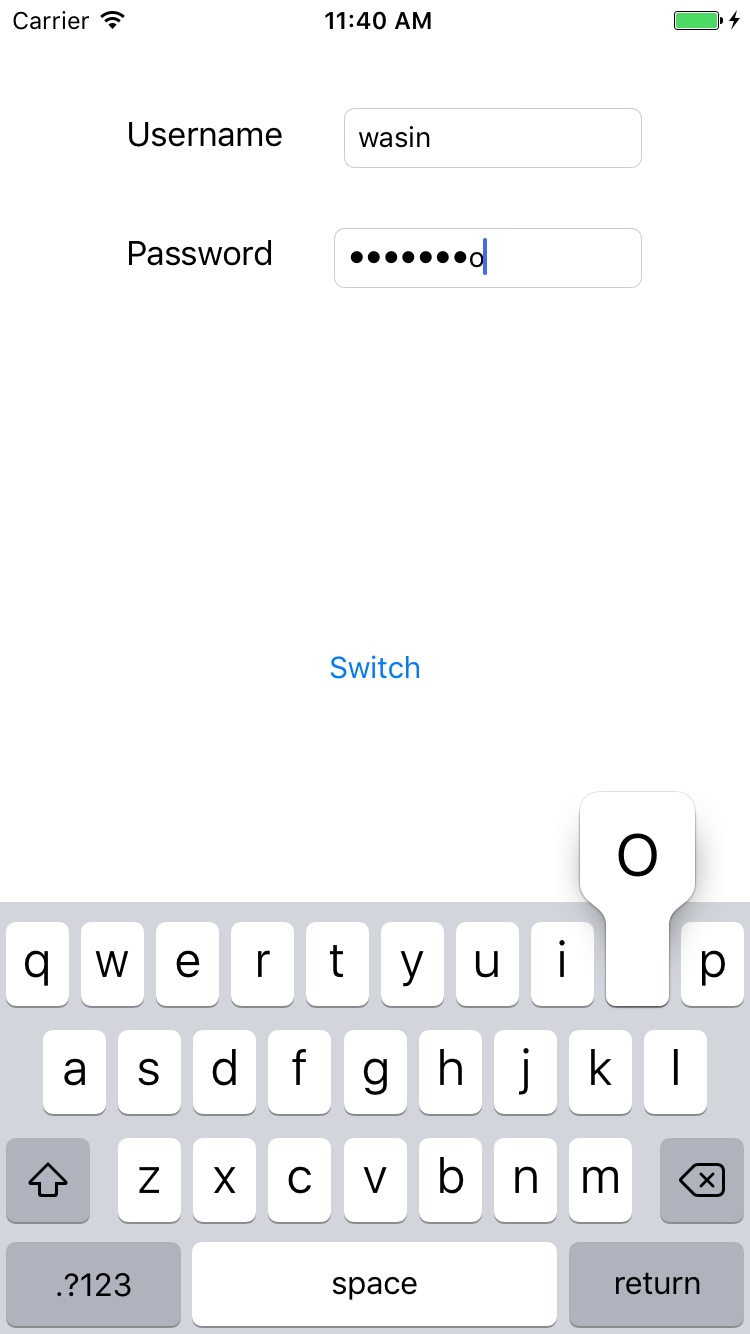 Carrier 11:40 AM
Username wasin
Password •••••••o
Switch
O
q w e r t y u i p
a s d f g h j k l
z x c v b n m
.?123 space return